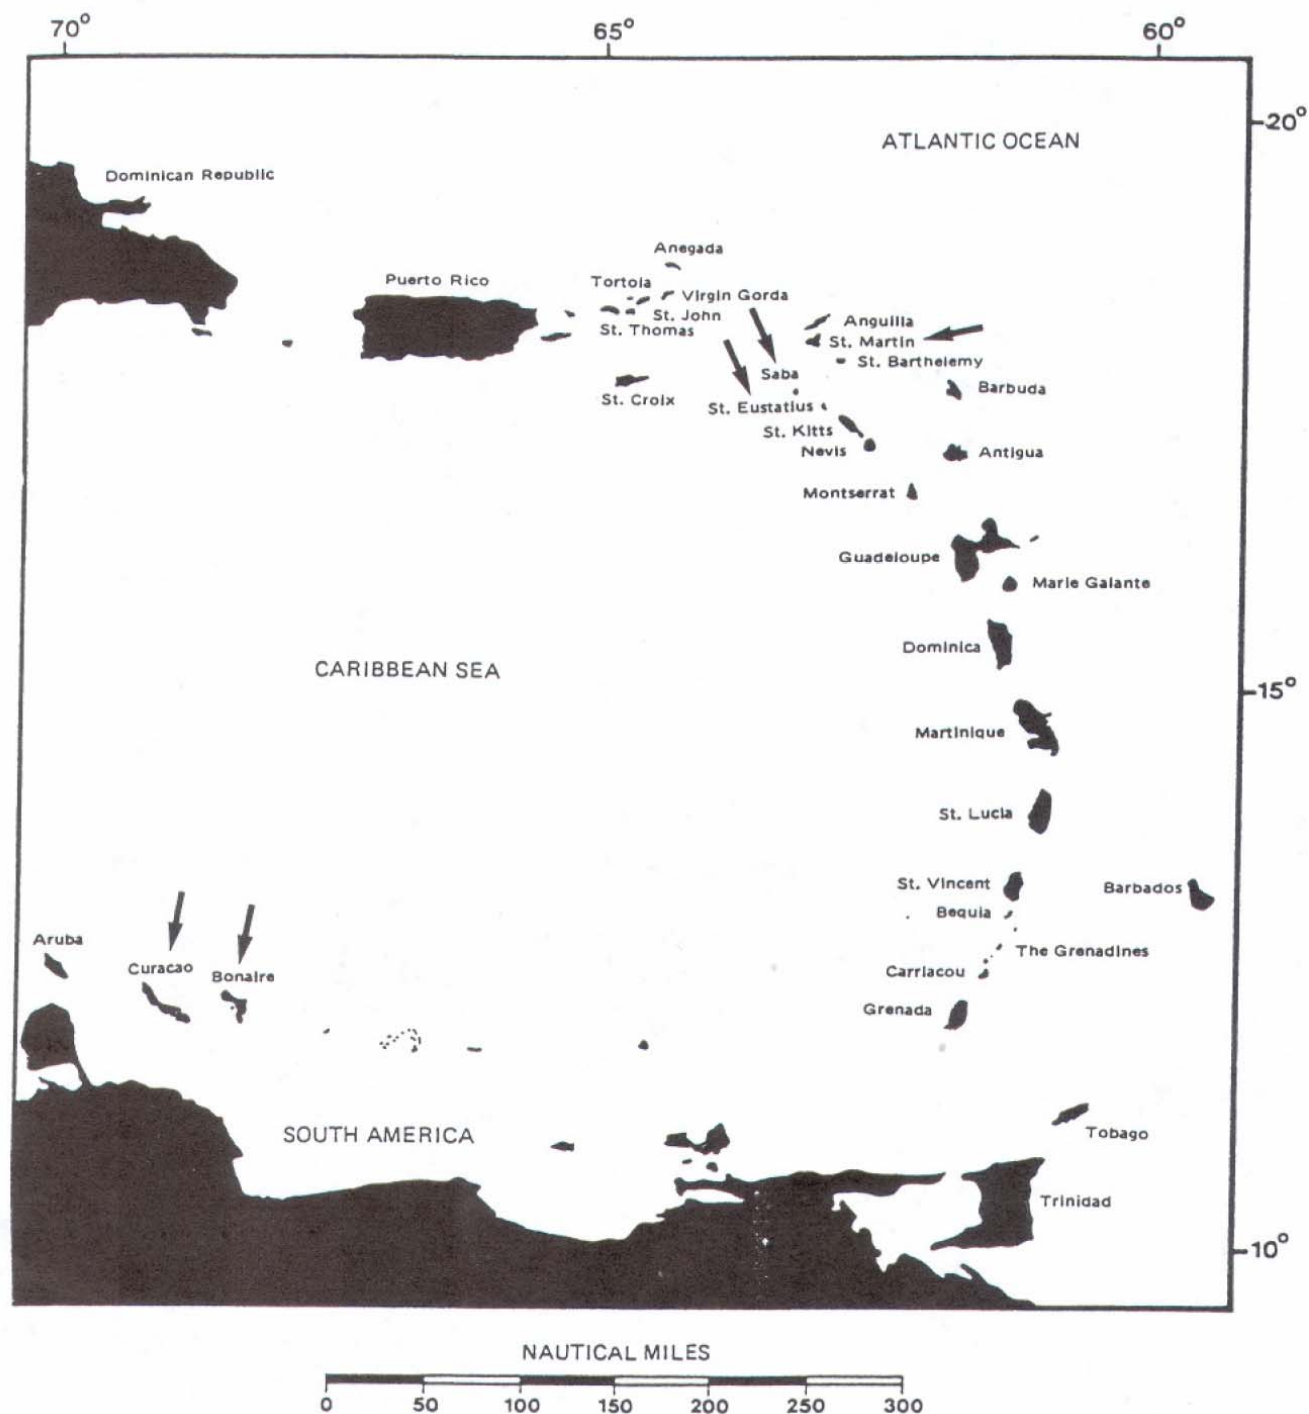 70° 65° 60°
20°
ATLANTIC OCEAN
Dominican Republic
Anegada
Puerto Rico
Tortola
Virgin Gorda
St. John
St. Thomas
Anguilla
St. Martin
St. Barthelemy
Saba
St. Croix
St. Eustatius
Barbuda
St. Kitts
Nevis
Antigua
Montserrat
Guadeloupe
Marie Galante
Dominica
CARIBBEAN SEA
15°
Martinique
St. Lucia
St. Vincent
Barbados
Bequia
Aruba
The Grenadines
Curacao
Bonaire
Carriacou
Grenada
SOUTH AMERICA
Tobago
Trinidad
10°
NAUTICAL MILES
0 50 100 150 200 250 300